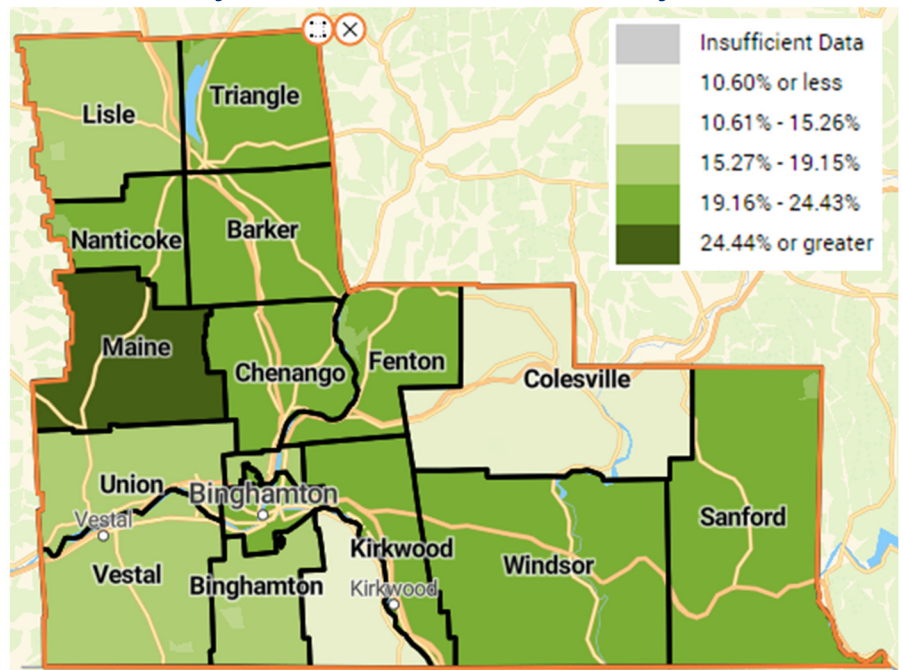 Insufficient Data
10.60% or less
10.61% - 15.26%
15.27% - 19.15%
19.16% - 24.43%
24.44% or greater
Triangle
Lisle
Barker
Nanticoke
Maine
Fenton
Chenango
Colesville
Union
Binghamton
Vestal
Sanford
Kirkwood
Windsor
Vestal
Binghamton
Kirkwood